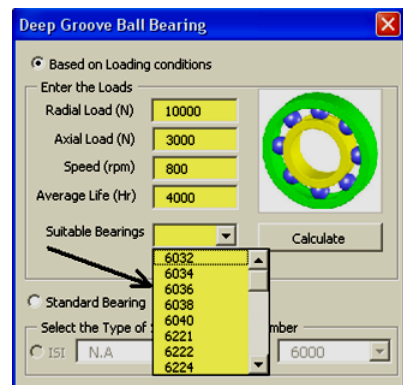 Deep Groove Ball Bearing
Based on Loading conditions
Enter the Loads
Radial Load (N) 10000
Axial Load (N) 3000
Speed (rpm) 800
Average Life (Hr) 4000
Suitable Bearings
Calculate
6032
6034
6036
6038
6040
6221
6222
6224
Standard Bearing
Select the Type of
mber
ISI N.A
6000